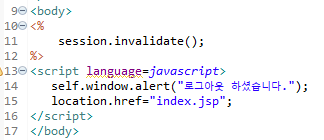 9 <body>
10 <%
11 session.invalidate();
12 %>
13 <script language=javascript>
14 self.window.alert("로그아웃 하셨습니다.");
15 location.href="index.jsp";
16 </script>
17 </body>